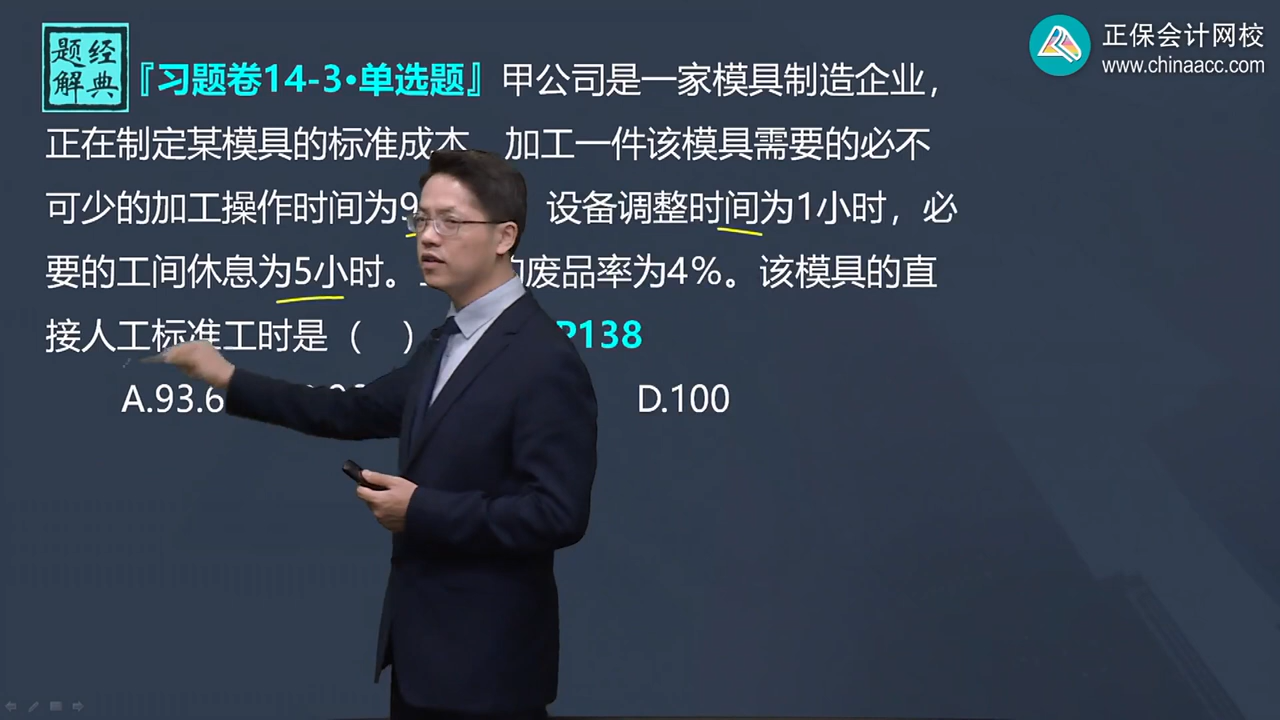 正保会计网校
www.chinaacc.com
经典题解
『习题卷14-3·单选题』甲公司是一家模具制造企业，
正在制定某模具的标准成本 加工一件该模具需要的必不
可少的加工操作时间为9 设备调整时间为1小时，必
要的工间休息为5小时。 废品率为4%。该模具的直
接人工标准工时是（ ） P138
A.93.6 D.100